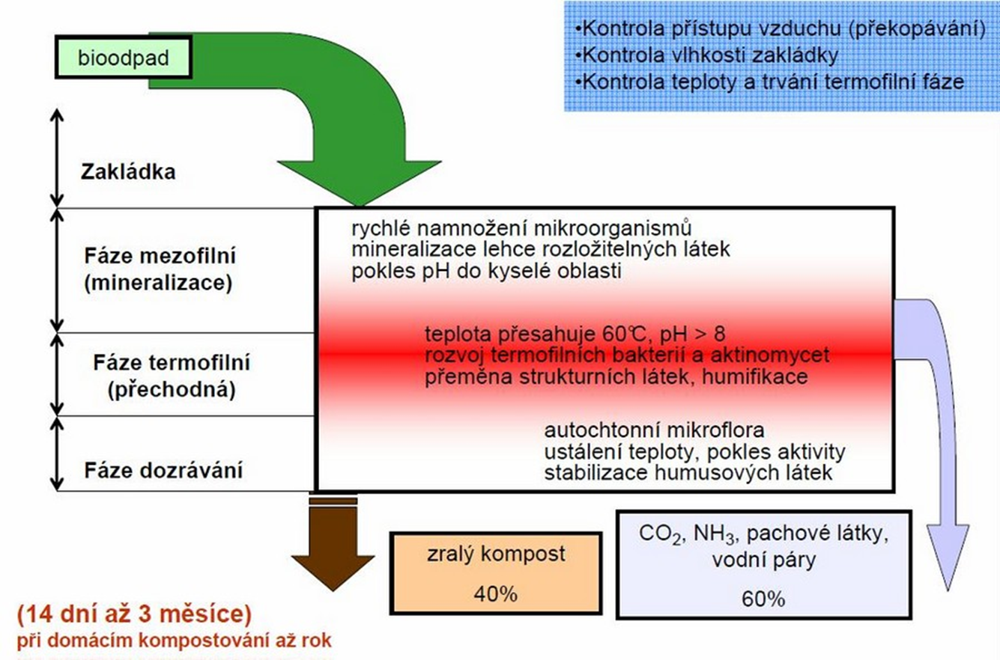 bioodpad
•Kontrola přístupu vzduchu (překopávání)
•Kontrola vlhkosti zakládky
•Kontrola teploty a trvání termofilní fáze
Zakládka
Fáze mezofilní
(mineralizace)
rychlé namnožení mikroorganismů
mineralizace lehce rozložitelných látek
pokles pH do kyselé oblasti
Fáze termofilní
(přechodná)
teplota přesahuje 60°C, pH > 8
rozvoj termofilních bakterií a aktinomycet
přeměna strukturních látek, humifikace
Fáze dozrávání
autochtonní mikroflora
ustálení teploty, pokles aktivity
stabilizace humusových látek
zralý kompost
40%
CO₂, NH₃, pachové látky,
vodní páry
60%
(14 dní až 3 měsíce)
při domácím kompostování až rok